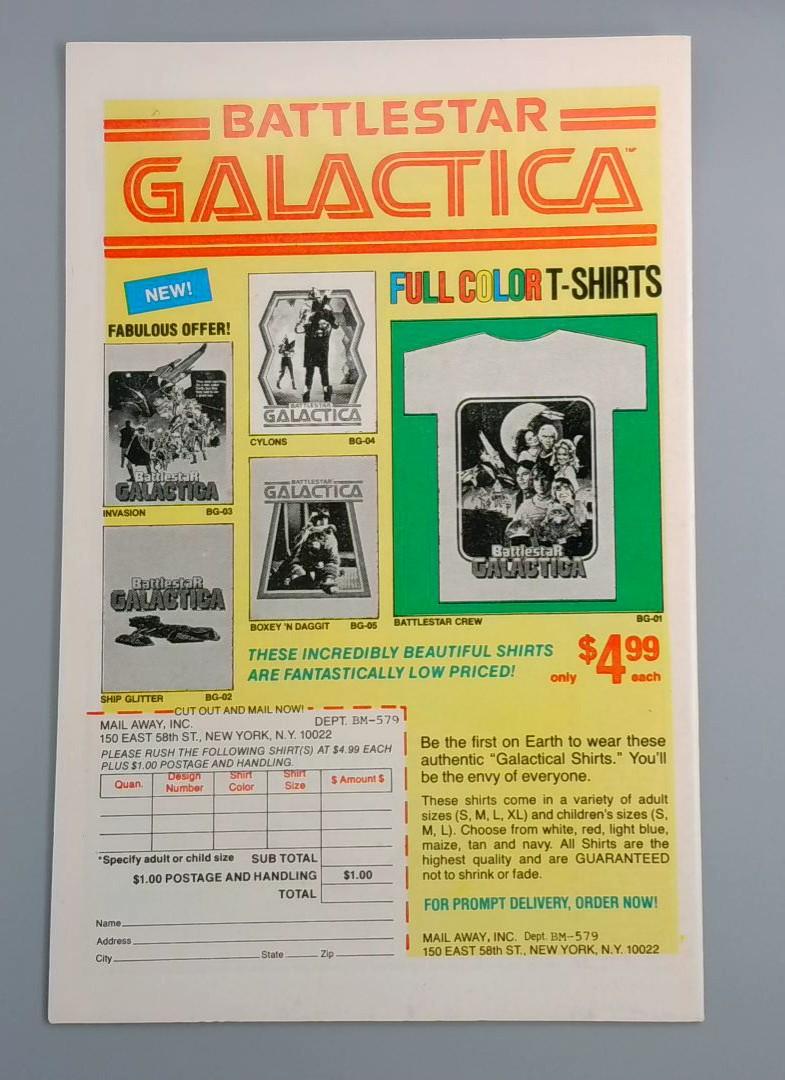 BATTLESTAR
GALACTICA™
NEW!
FABULOUS OFFER!
FULL COLOR T-SHIRTS
BattlestaR
GALACTICA
INVASION BG-03
BATTLESTAR
GALACTICA
CYLONS BG-04
BattlestaR
GALACTICA
SHIP GLITTER BG-02
BATTLESTAR
GALACTICA
BOXEY 'N DAGGIT BG-05
BattlestaR
GALACTICA
BATTLESTAR CREW BG-01
THESE INCREDIBLY BEAUTIFUL SHIRTS
ARE FANTASTICALLY LOW PRICED!
only $4.99 each
CUT OUT AND MAIL NOW!
MAIL AWAY, INC. DEPT. BM-579
150 EAST 58th ST., NEW YORK, N.Y. 10022
PLEASE RUSH THE FOLLOWING SHIRT(S) AT $4.99 EACH
PLUS $1.00 POSTAGE AND HANDLING.
Quan. Design Number Shirt Color Shirt Size $ Amount $
*Specify adult or child size SUB TOTAL
$1.00 POSTAGE AND HANDLING $1.00
TOTAL
Name
Address
City State Zip
Be the first on Earth to wear these
authentic "Galactical Shirts." You'll
be the envy of everyone.
These shirts come in a variety of adult
sizes (S, M, L, XL) and children's sizes (S,
M, L). Choose from white, red, light blue,
maize, tan and navy. All Shirts are the
highest quality and are GUARANTEED
not to shrink or fade.
FOR PROMPT DELIVERY, ORDER NOW!
MAIL AWAY, INC. Dept. BM-579
150 EAST 58th ST., NEW YORK, N.Y. 10022